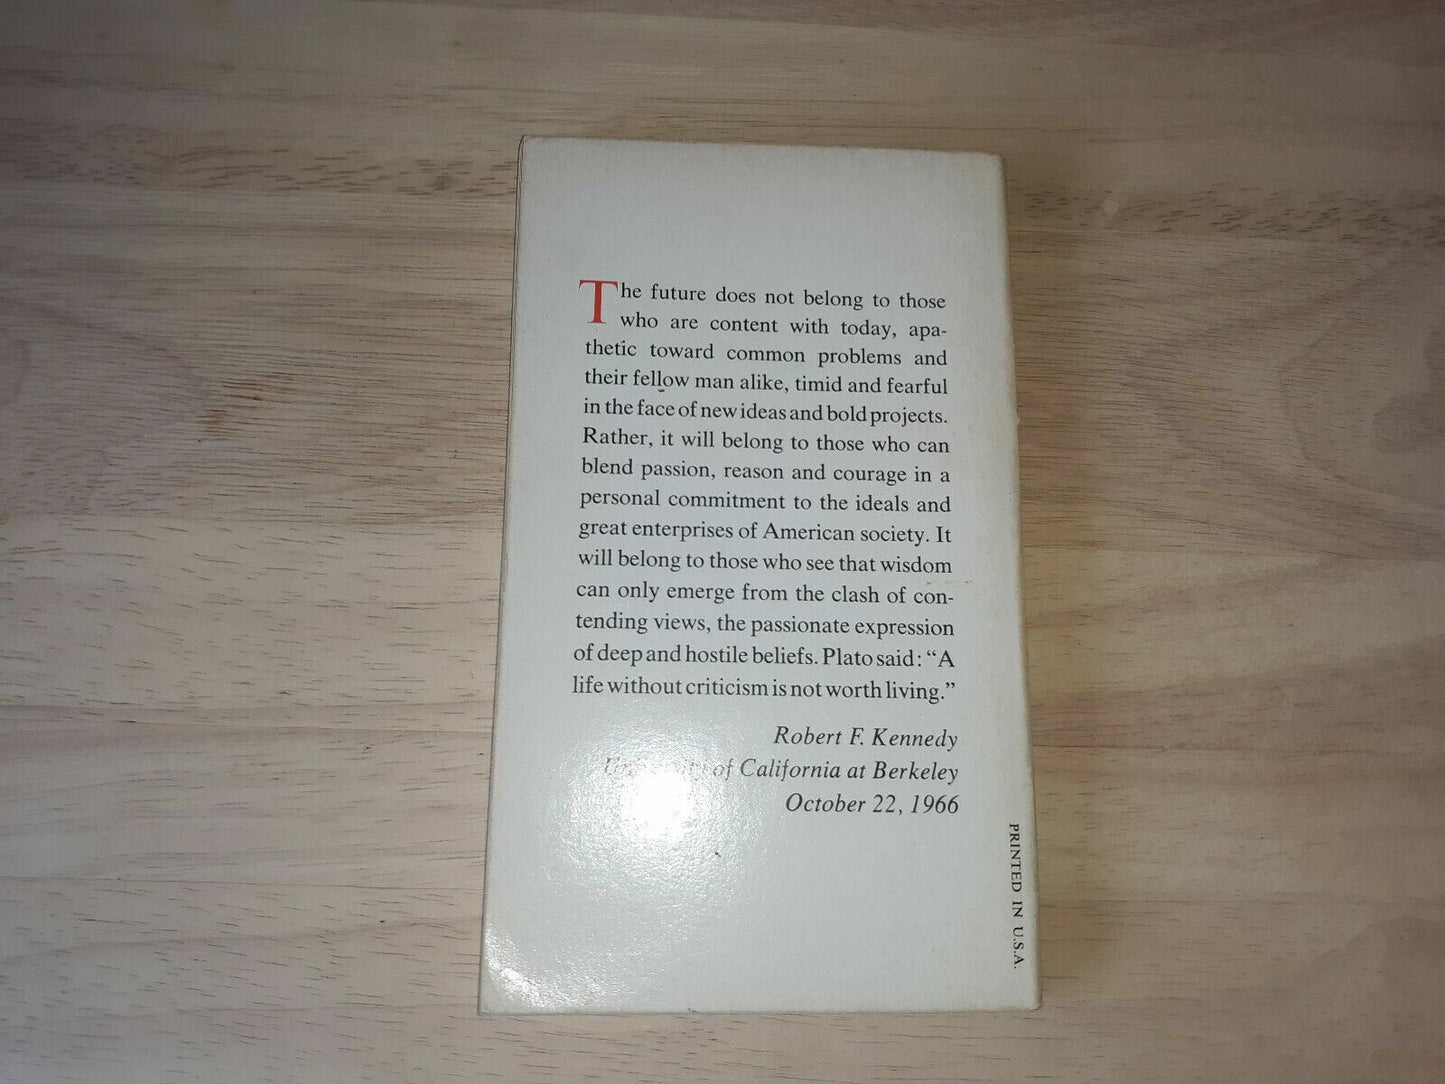 The future does not belong to those
who are content with today, apa-
thetic toward common problems and
their fellow man alike, timid and fearful
in the face of new ideas and bold projects.
Rather, it will belong to those who can
blend passion, reason and courage in a
personal commitment to the ideals and
great enterprises of American society. It
will belong to those who see that wisdom
can only emerge from the clash of con-
tending views, the passionate expression
of deep and hostile beliefs. Plato said: “A
life without criticism is not worth living.”
Robert F. Kennedy
University of California at Berkeley
October 22, 1966
PRINTED IN U.S.A.